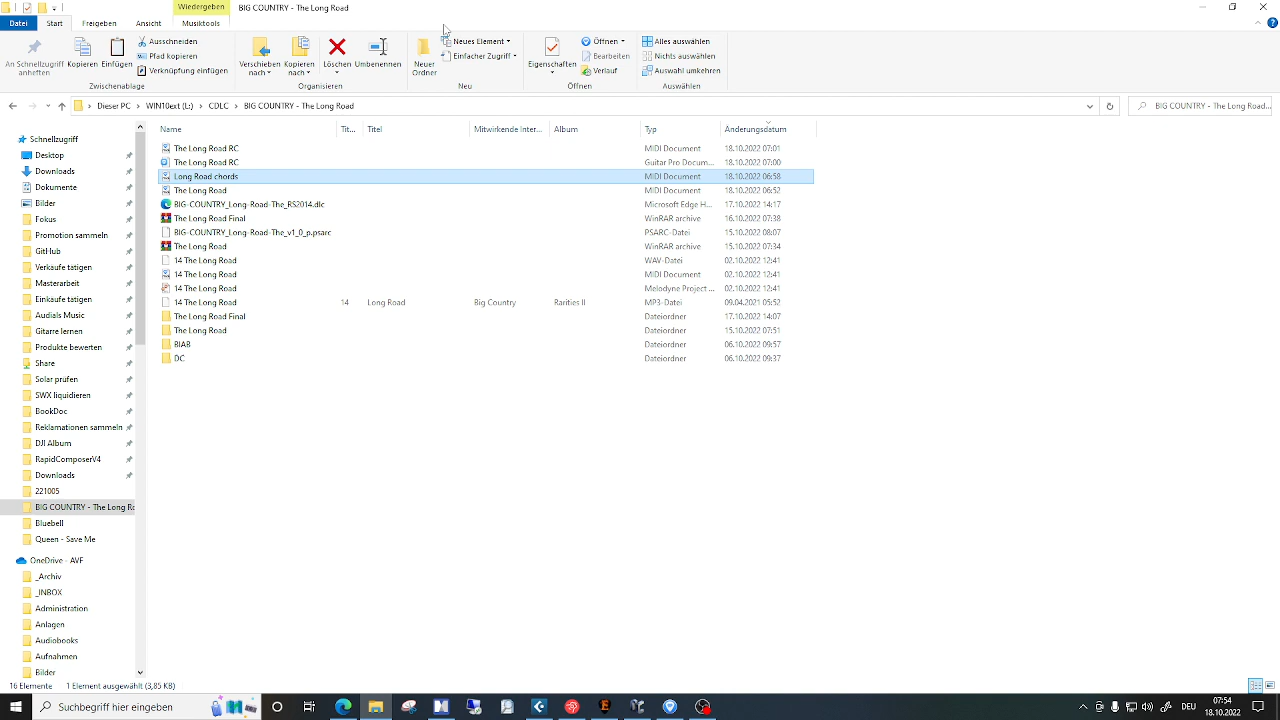 Wiedergeben BIG COUNTRY - The Long Road
Datei Start Freigeben Ansicht Musiktools
An Schnellzugriff anheften
Kopieren Einfügen
Ausschneiden
Pfad kopieren
Verknüpfung einfügen
Zwischenablage
Verschieben nach
Kopieren nach
Löschen Umbenennen
Organisieren
Neuer Ordner
Neues Element
Einfacher Zugriff
Neu
Eigenschaften
Öffnen
Bearbeiten
Verlauf
Öffnen
Alles auswählen
Nichts auswählen
Auswahl umkehren
Auswählen
Dieser PC > WIN10ext (L:) > CDLC > BIG COUNTRY - The Long Road
BIG COUNTRY - The Long Road...
Schnellzugriff
Desktop
Downloads
Dokumente
Bilder
Fokus
Promotion sammeln
GitHub
Verkäufe tätigen
Masterarbeit
Einkäufe tätigen
Audials Music
Gitarre lernen
Produkte bewerten
Share
Solar prüfen
SWX liquidieren
BookDoc
Reklamationen sammeln
DJI Album
RapidComposerV4
Downloads
221005
BIG COUNTRY - The Long Ro
Bluebell
Queen - Save Me
OneDrive - AVF
_Archiv
_INBOX
Administration
Anlagen
Audiobooks
Aufnahmen
Bilder
Name Tit... Titel Mitwirkende Inter... Album Typ Änderungsdatum
The Long Road RC MIDI Document 18.10.2022 07:01
The Long Road RC Guitar Pro Docum... 18.10.2022 07:00
Long Road chords MIDI Document 18.10.2022 06:58
The Long Road MIDI Document 18.10.2022 06:52
BIG-COUNTRY_Long-Road-The_RS2014.dlc Microsoft Edge H... 17.10.2022 14:17
The Long Road Final WinRAR archive 16.10.2022 07:38
BIG-COUNTRY_Long-Road-The_v1_0_p.psarc PSARC-Datei 15.10.2022 08:07
The Long Road WinRAR archive 15.10.2022 07:34
14 The Long Road WAV-Datei 02.10.2022 12:41
14 The Long Road MIDI Document 02.10.2022 12:41
14 The Long Road Melodyne Project ... 02.10.2022 12:41
14 The Long Road 14 Long Road Big Country Rarities II MP3-Datei 09.04.2021 05:52
The Long Road Final Dateiordner 17.10.2022 14:07
The Long Road Dateiordner 15.10.2022 07:51
BIAB Dateiordner 06.10.2022 09:57
DC Dateiordner 06.10.2022 09:37
16 Elemente 1 Element ausgewählt (3,85 KB)
Suchbegriff hier eingeben
DEU
07:54
18.10.2022